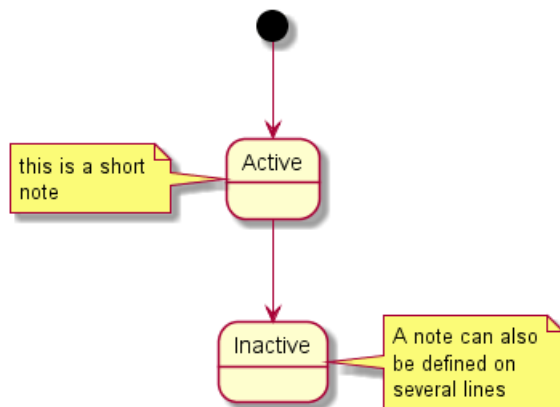 Active
this is a short
note
Inactive
A note can also
be defined on
several lines